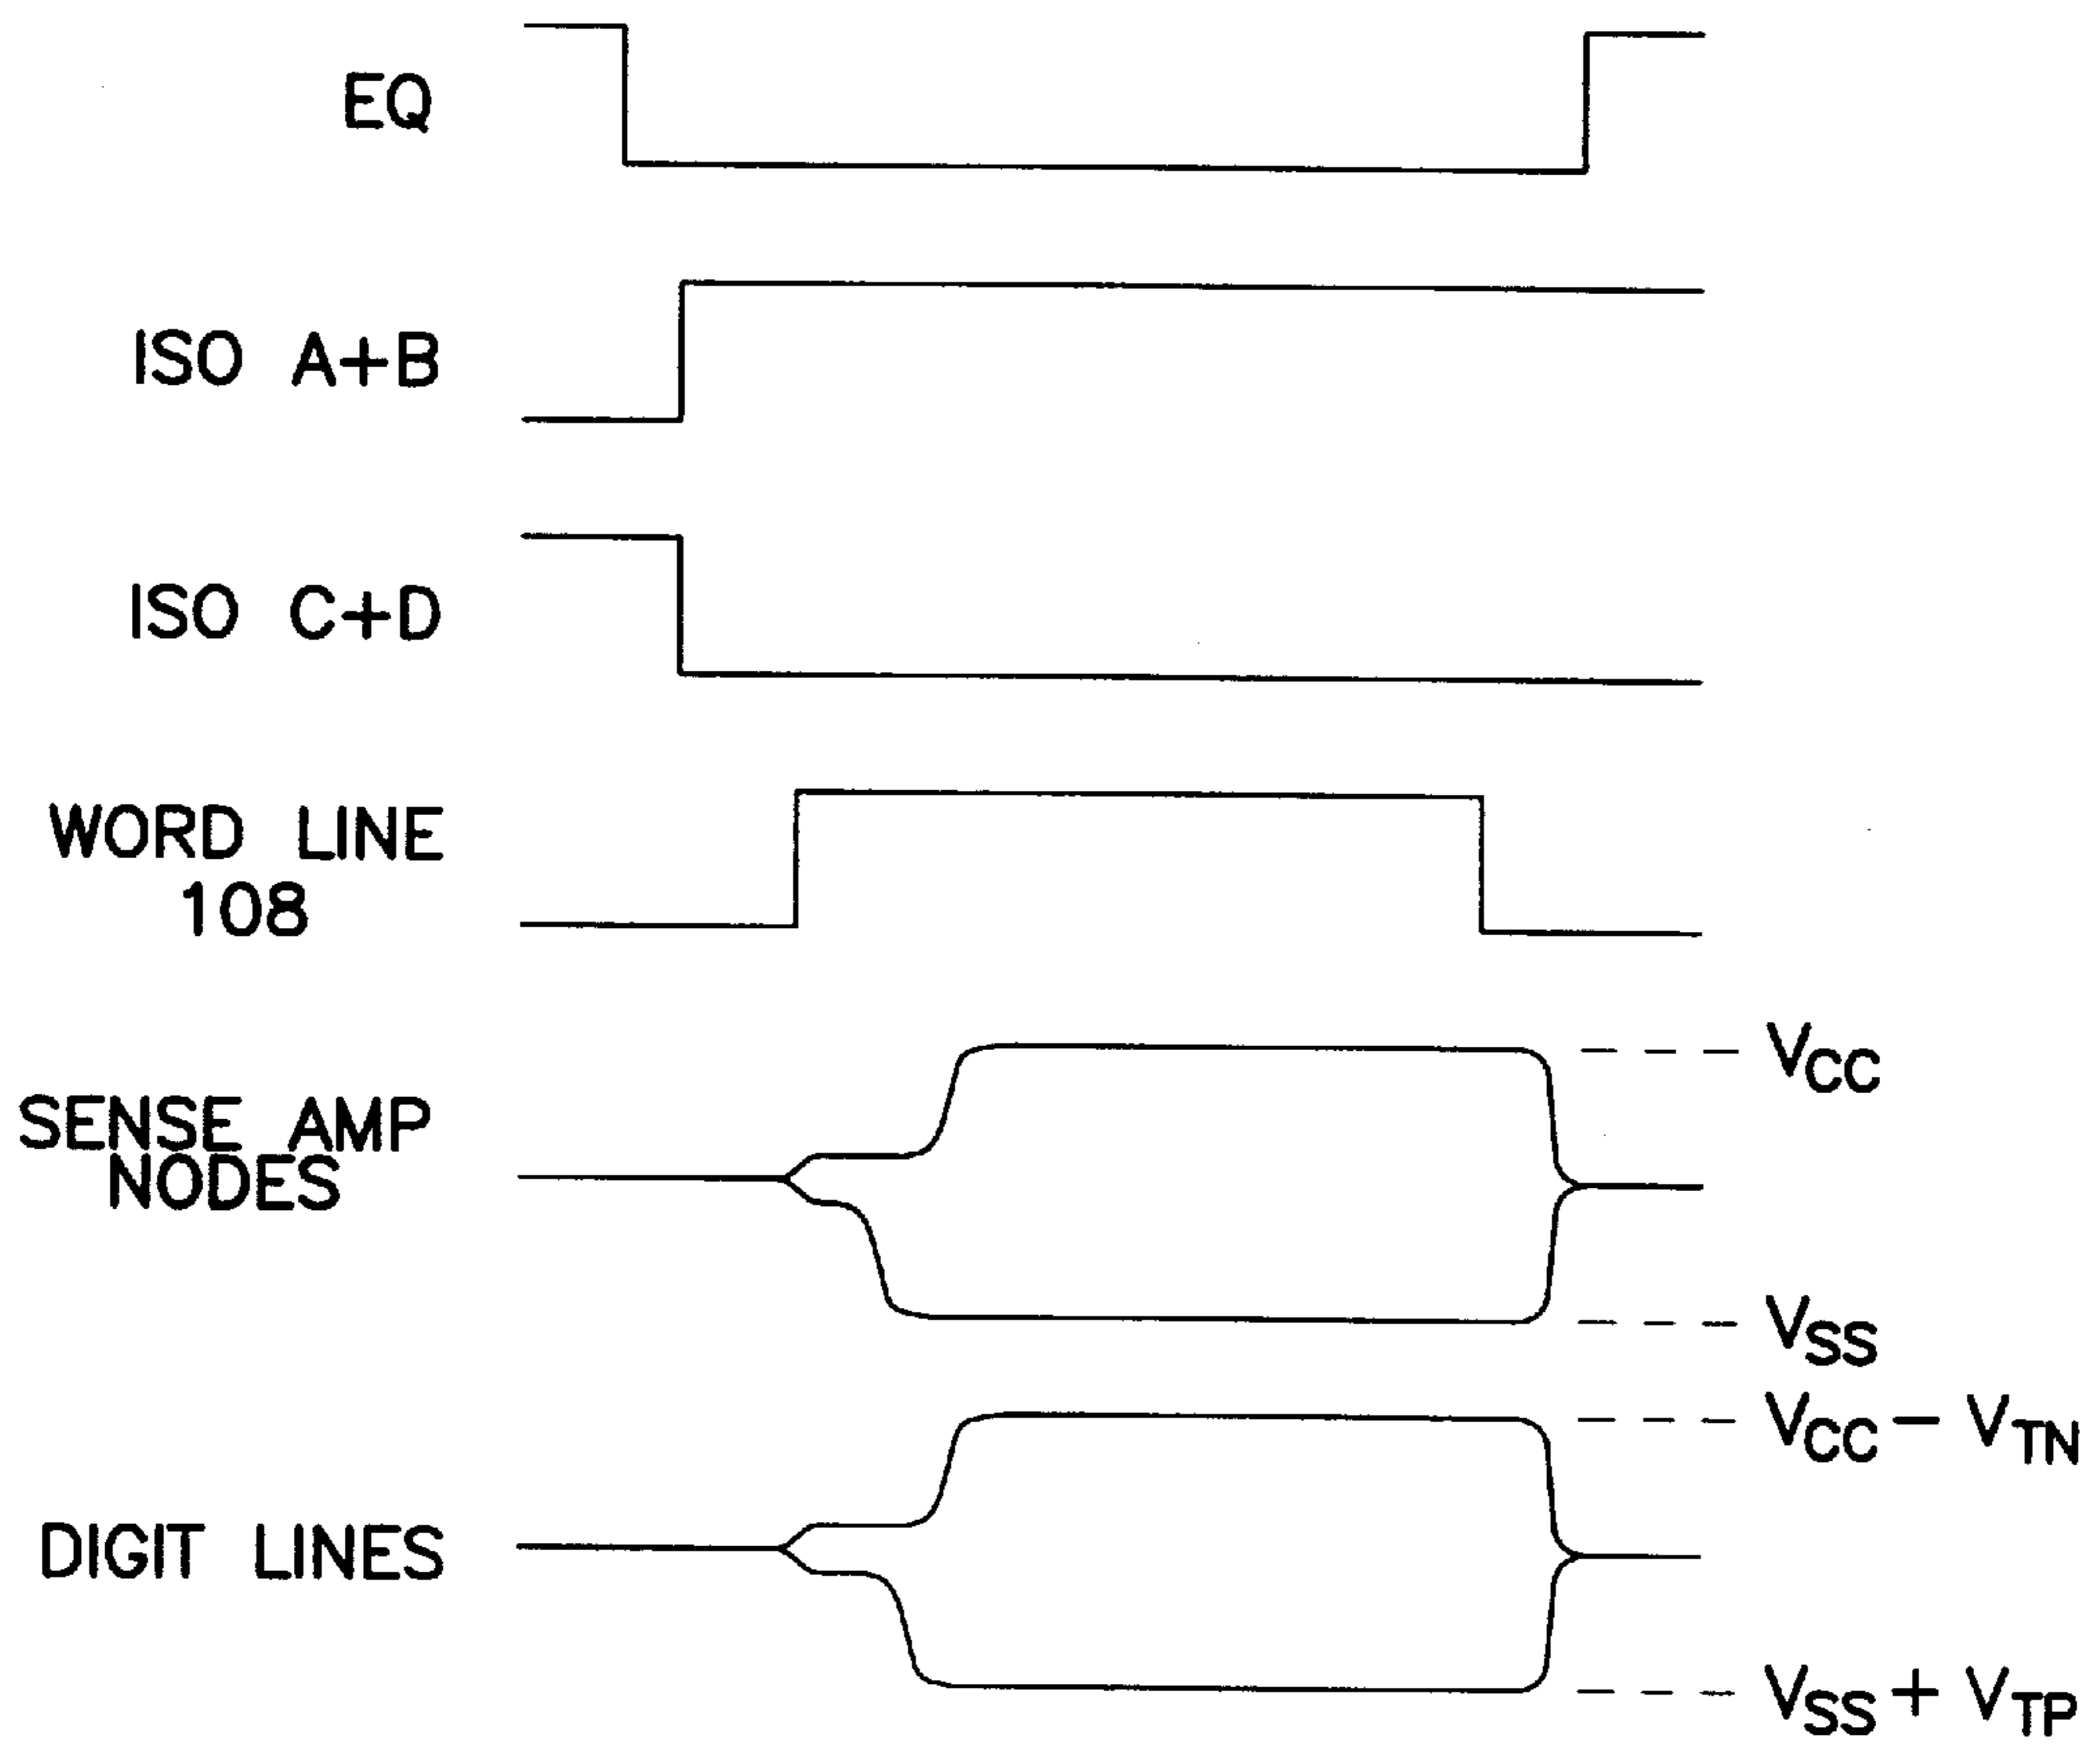 EQ
ISO A+B
ISO C+D
WORD LINE
108
SENSE AMP
NODES
VCC
VSS
DIGIT LINES
VCC − VTN
VSS + VTP